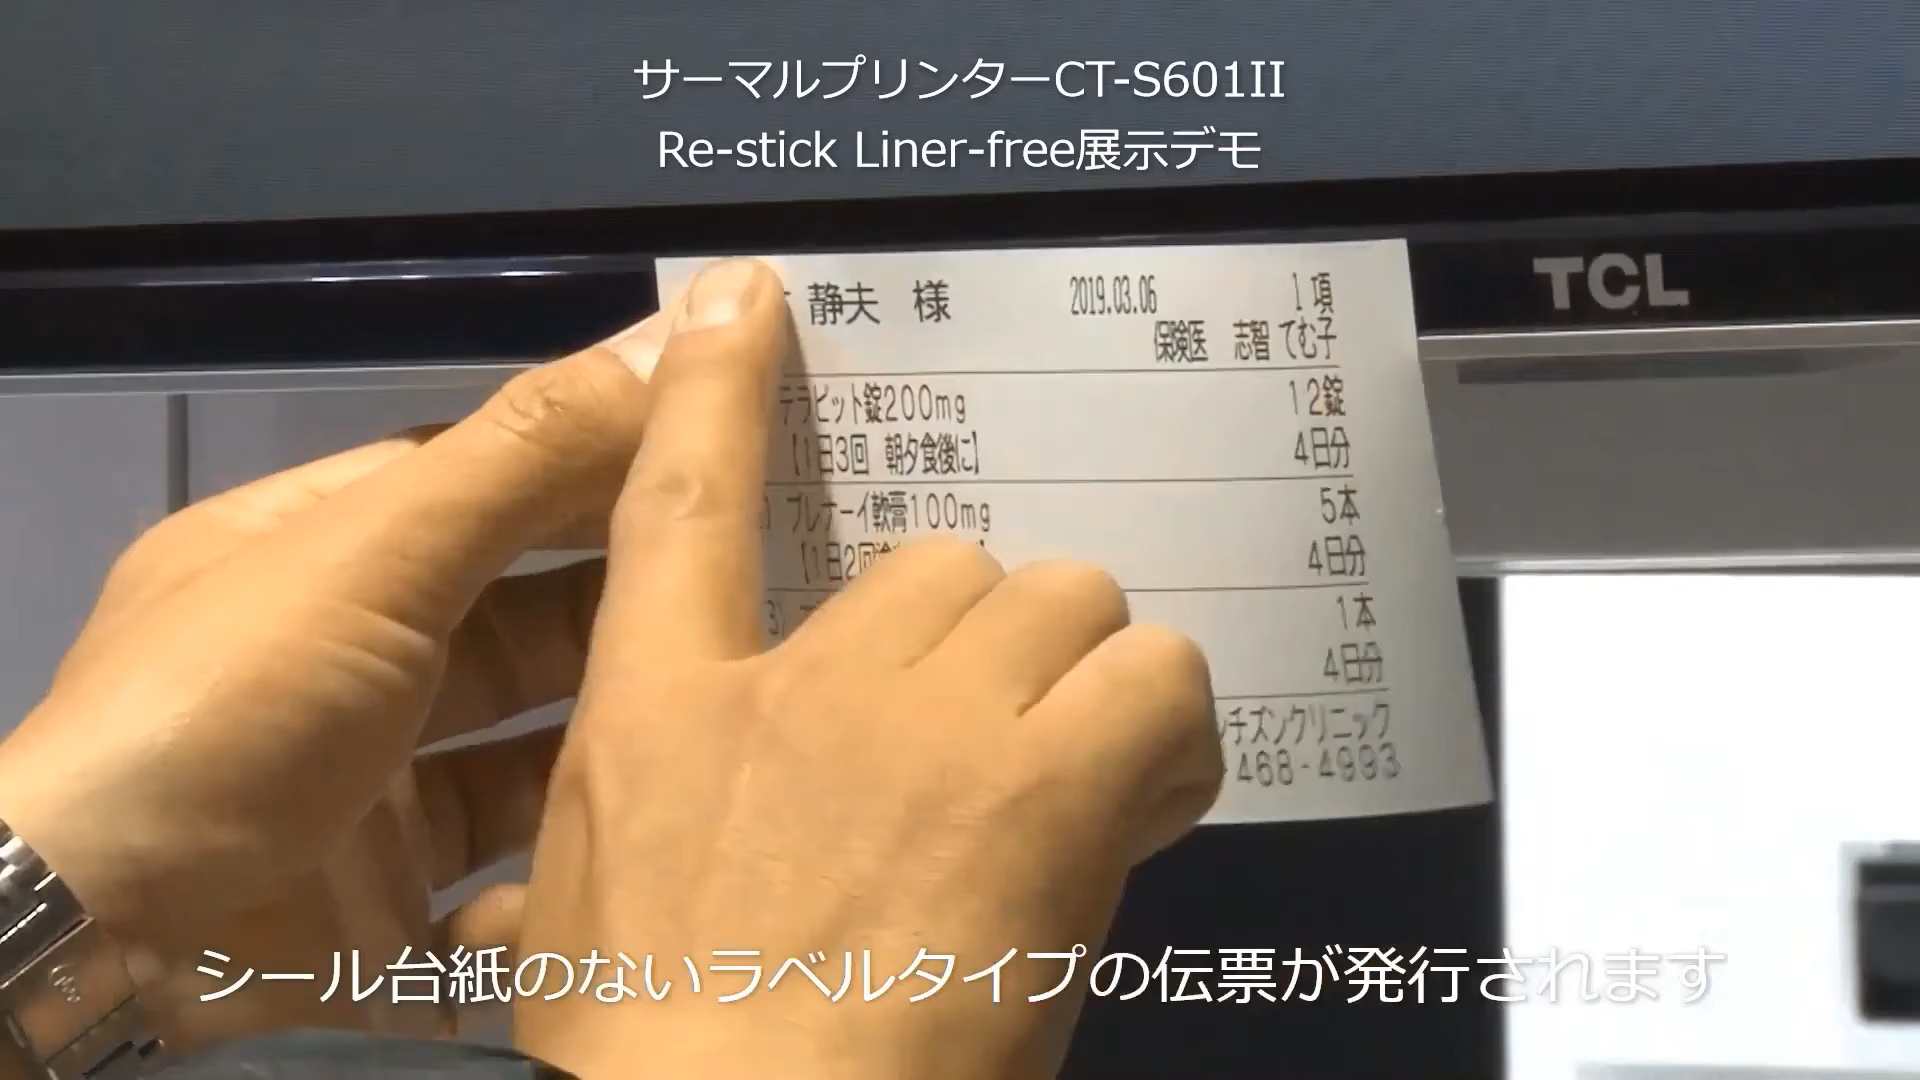 サーマルプリンターCT-S601II
Re-stick Liner-free展示デモ
TCL
静夫 様 2019.03.06 1項
保険医 志智 てむ子
テラビット錠200mg 12錠
【1日3回 朝夕食後に】 4日分
プレナーイ軟膏100mg 5本
【1日2回 4日分
3) 1本
4日分
チズンクリニック
468-4993
シール台紙のないラベルタイプの伝票が発行されます